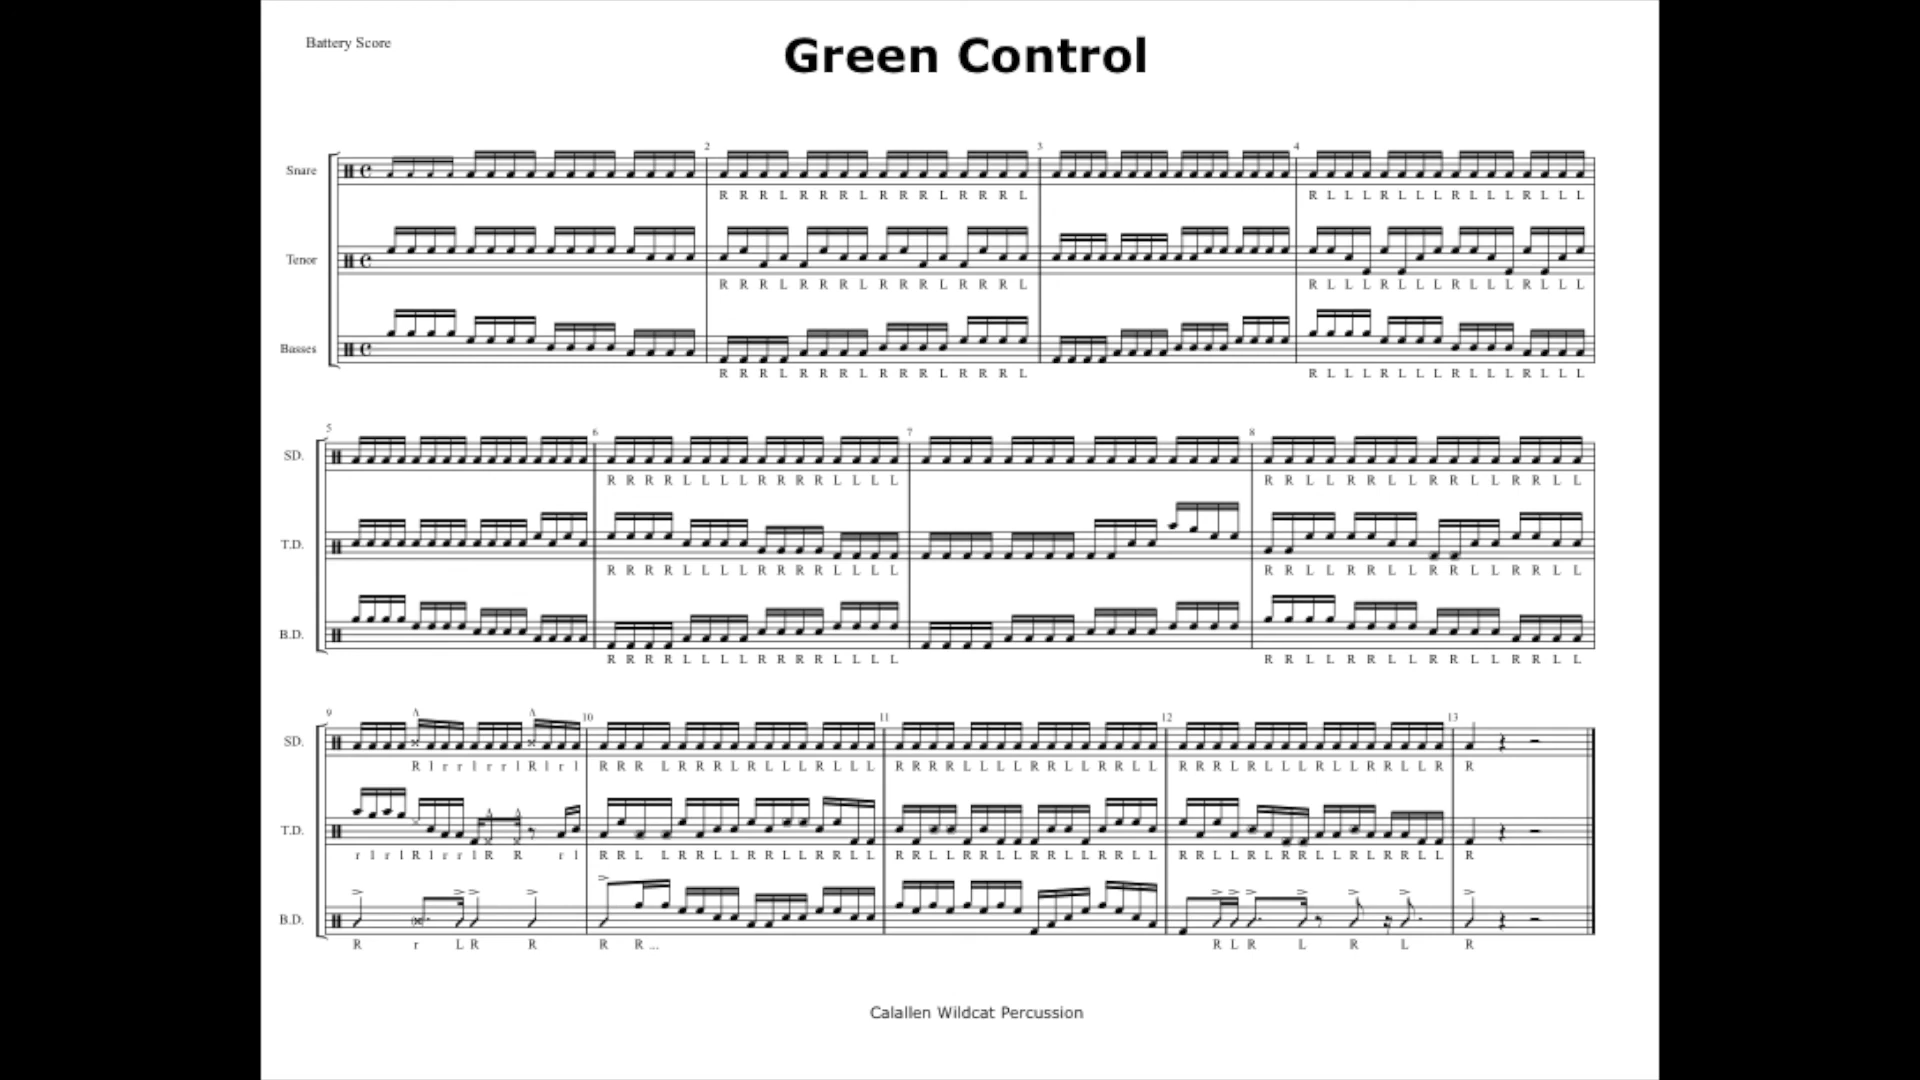 Battery Score
Green Control
2 3 4
Snare
R R R L R R R L R R R L R R R L R L L L R L L L R L L L R L L L
Tenor
R R R L R R R L R R R L R R R L R L L L R L L L R L L L R L L L
Basses
R R R L R R R L R R R L R R R L R L L L R L L L R L L L R L L L
5 6 7 8
SD.
R R R R L L L L R R R R L L L L R R L L R R L L R R L L R R L L
T.D.
R R R R L L L L R R R R L L L L R R L L R R L L R R L L R R L L
B.D.
R R R R L L L L R R R R L L L L R R L L R R L L R R L L R R L L
9 10 11 12 13
SD.
R l r r l r r l R l r l R R R L R R R L R L L L R L L L R R R R L L L L R R L L R R L L R R R L R L L L R L L R R L L R R
T.D.
r l r l R l r r l R R r l R R L L R R L L R R L L R R L L R R L L R R L L R R L L R R L L R R L L R L R R L L R L R R L L R
B.D.
R r L R R R R ... R L R L R L R
Calallen Wildcat Percussion